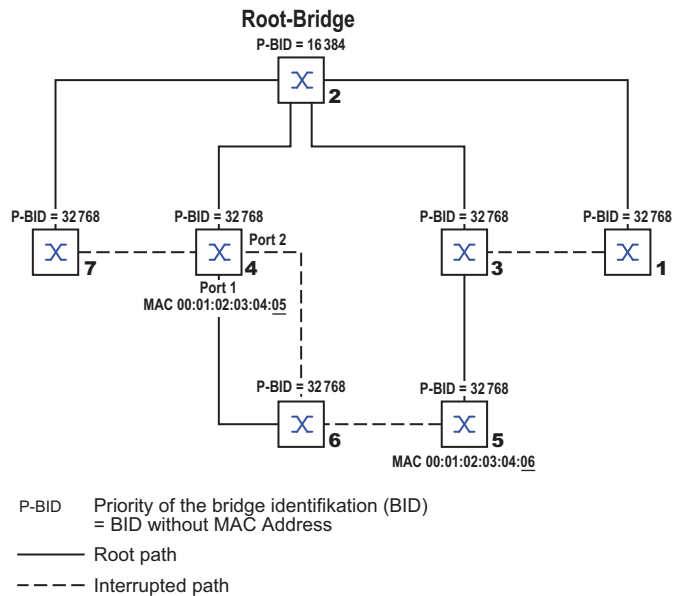 Root-Bridge
P-BID = 16 384
2
P-BID = 32 768
P-BID = 32 768
P-BID = 32 768
P-BID = 32 768
7
Port 2
4
3
1
Port 1
MAC 00:01:02:03:04:05
P-BID = 32 768
P-BID = 32 768
6
5
MAC 00:01:02:03:04:06
P-BID Priority of the bridge identifikation (BID)
= BID without MAC Address
Root path
Interrupted path